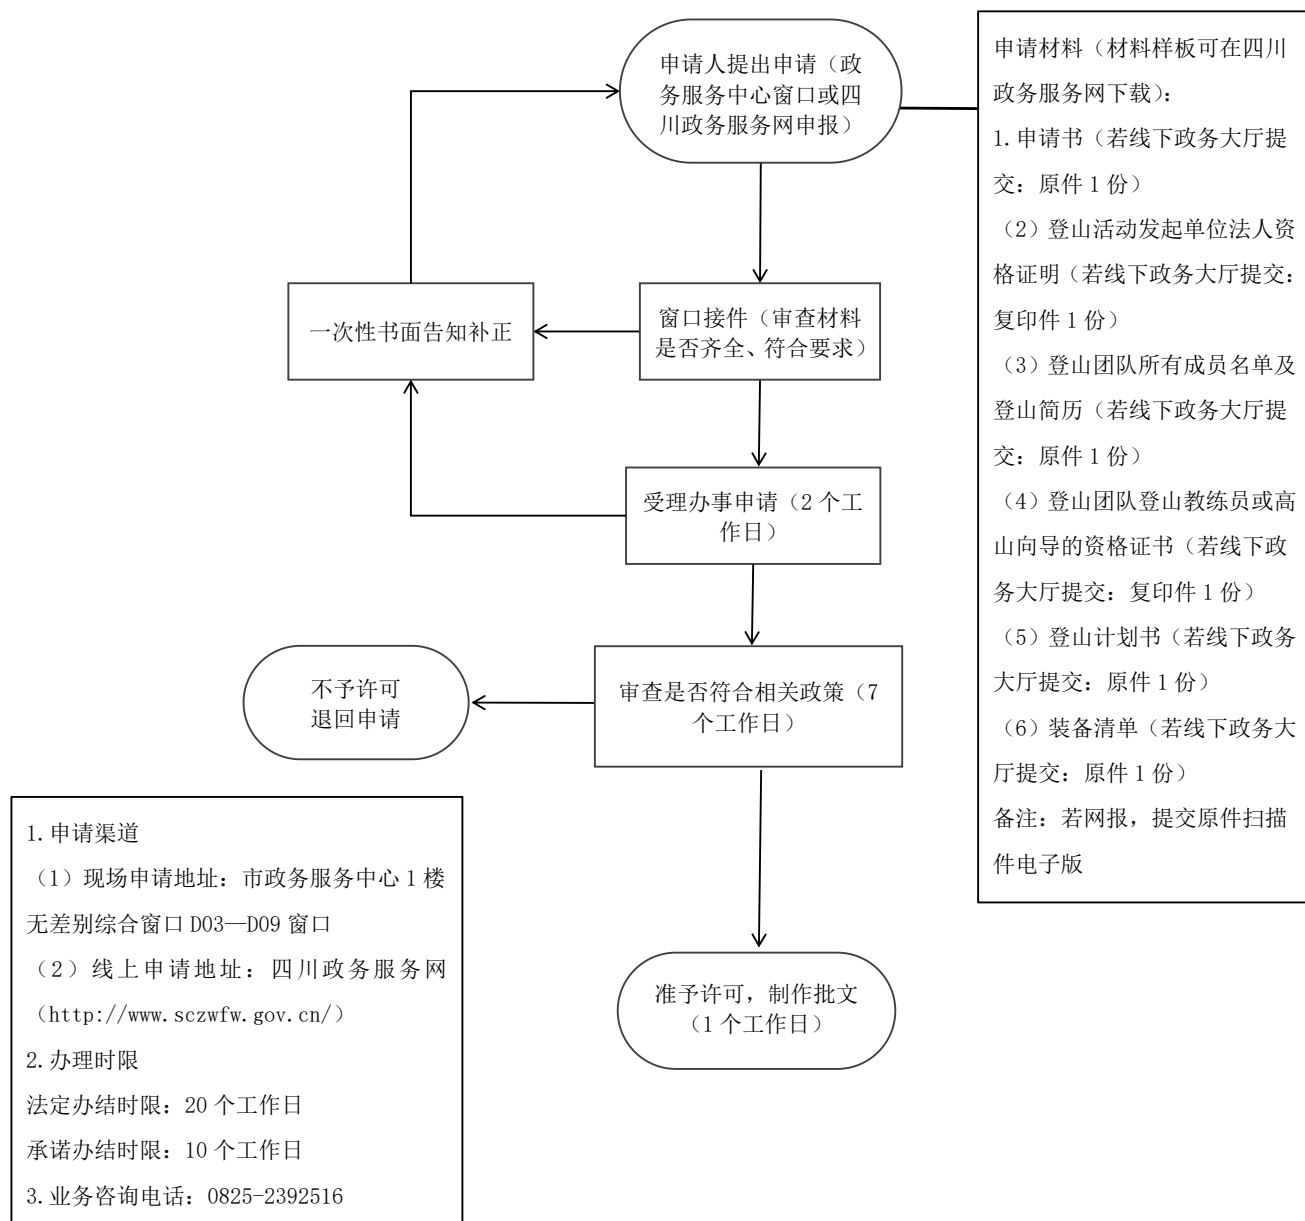 申请人提出申请（政
务服务中心窗口或四
川政务服务网申报）
申请材料（材料样板可在四川
政务服务网下载）：
1.申请书（若线下政务大厅提
交：原件 1 份）
（2）登山活动发起单位法人资
格证明（若线下政务大厅提交：
复印件 1 份）
（3）登山团队所有成员名单及
登山简历（若线下政务大厅提
交：原件 1 份）
（4）登山团队登山教练员或高
山向导的资格证书（若线下政
务大厅提交：复印件 1 份）
（5）登山计划书（若线下政务
大厅提交：原件 1 份）
（6）装备清单（若线下政务大
厅提交：原件 1 份）
备注：若网报，提交原件扫描
件电子版
一次性书面告知补正
窗口接件（审查材料
是否齐全、符合要求）
受理办事申请（2 个工
作日）
不予许可
退回申请
审查是否符合相关政策（7
个工作日）
准予许可，制作批文
（1 个工作日）
1.申请渠道
（1）现场申请地址：市政务服务中心 1 楼
无差别综合窗口 D03—D09 窗口
（2）线上申请地址：四川政务服务网
（http://www.sczwfw.gov.cn/）
2.办理时限
法定办结时限：20 个工作日
承诺办结时限：10 个工作日
3.业务咨询电话：0825-2392516